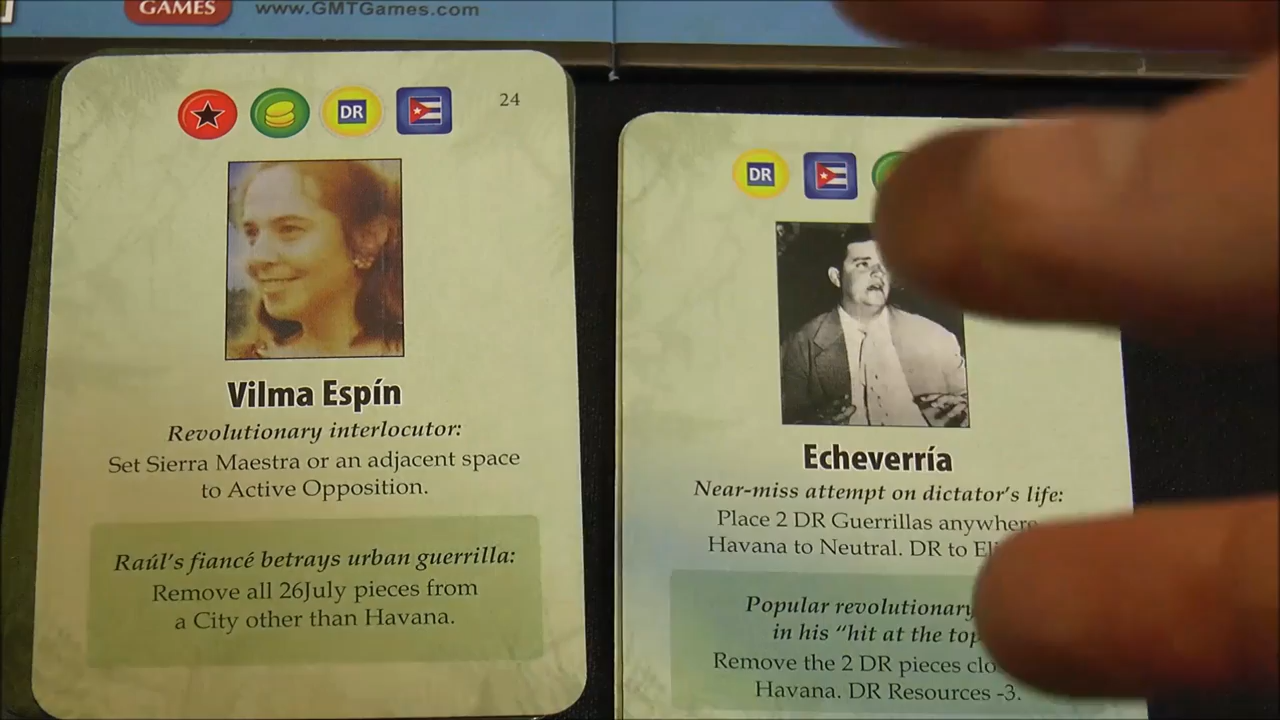 GAMES
www.GMTGames.com
DR
24
Vilma Espín
Revolutionary interlocutor:
Set Sierra Maestra or an adjacent space
to Active Opposition.
Raúl's fiancé betrays urban guerrilla:
Remove all 26July pieces from
a City other than Havana.
DR
Echeverría
Near-miss attempt on dictator's life:
Place 2 DR Guerrillas anywhere
Havana to Neutral. DR to
Popular revolutionary
in his "hit at the top
Remove the 2 DR pieces
Havana. DR Resources -3.